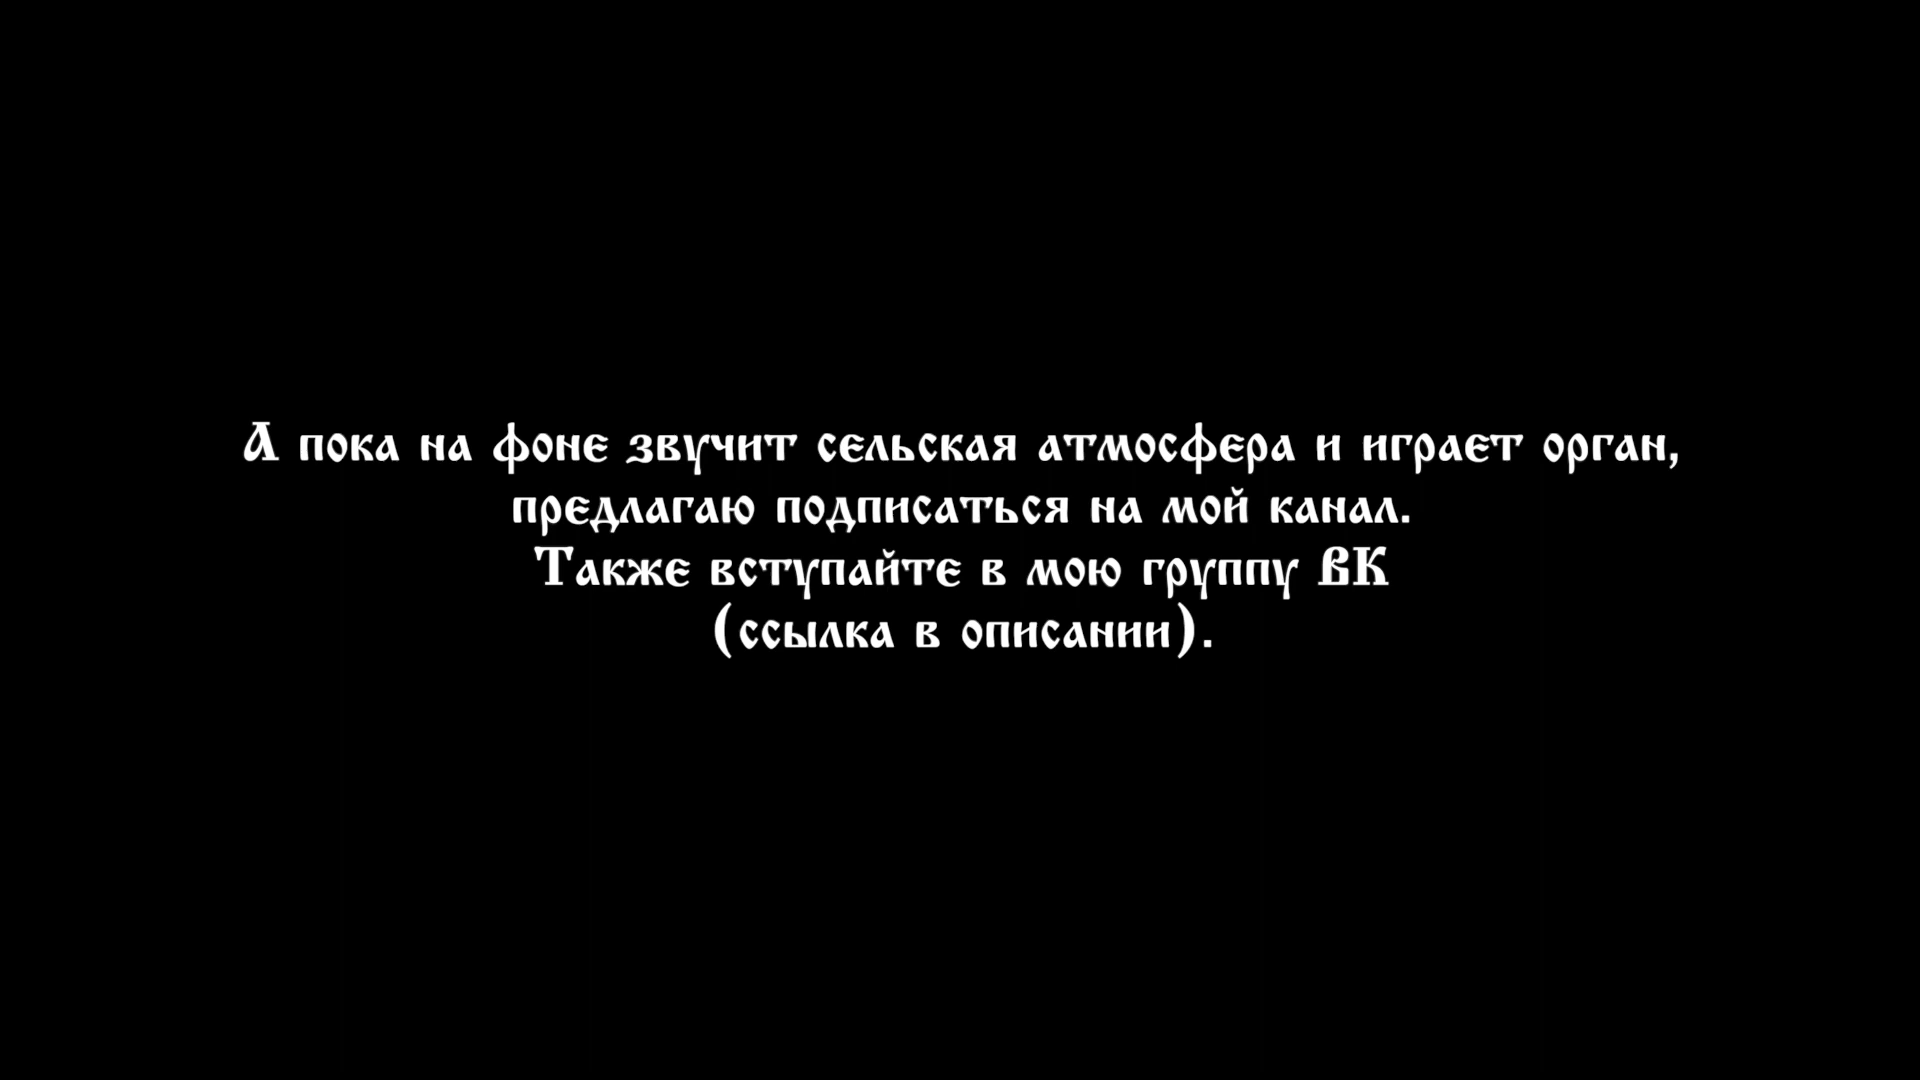 А пока на фоне звучит сельская атмосфера и играет орган,
предлагаю подписаться на мой канал.
Также вступайте в мою группу ВК
(ссылка в описании).